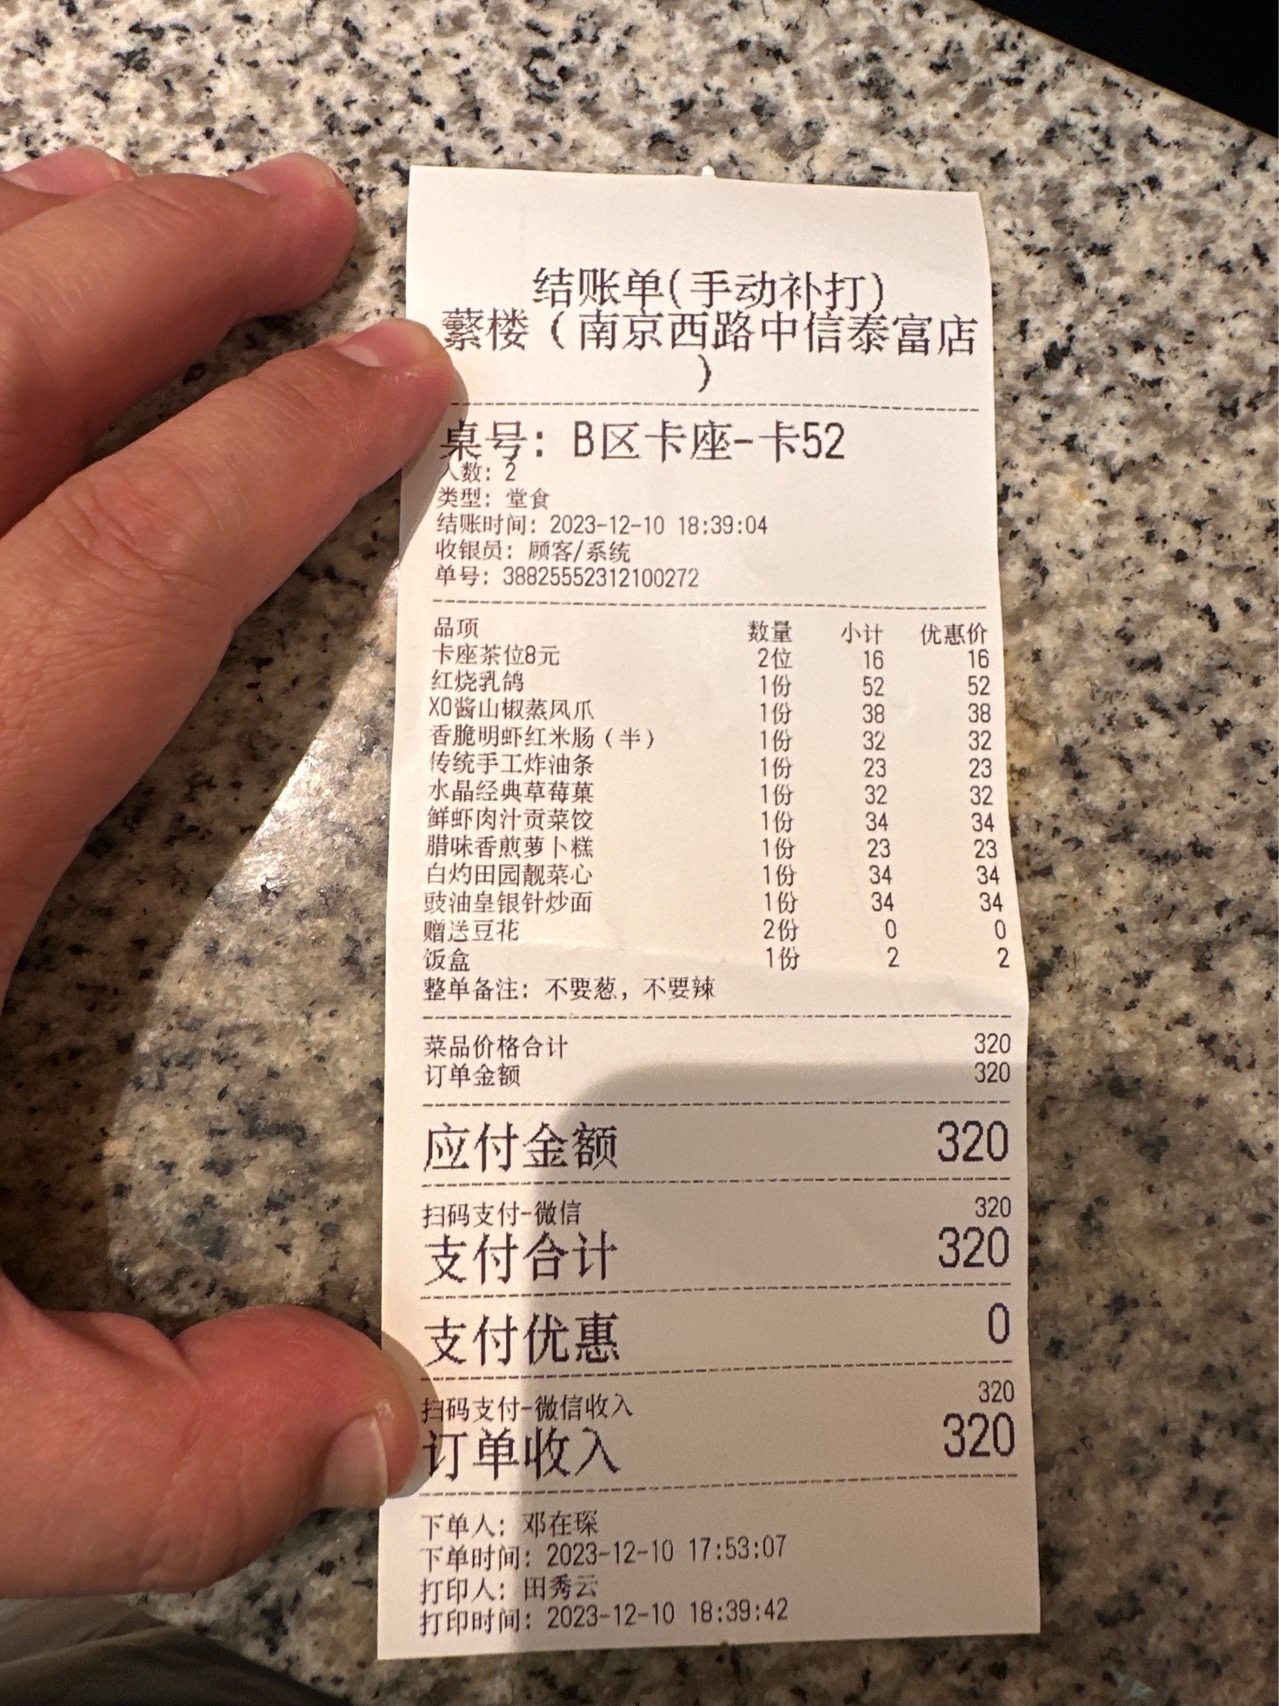 结账单(手动补打)
蘩楼（南京西路中信泰富店
）
桌号: B区卡座-卡52
人数: 2
类型: 堂食
结账时间: 2023-12-10 18:39:04
收银员: 顾客/系统
单号: 388255552312100272
品项 数量 小计 优惠价
卡座茶位8元 2位 16 16
红烧乳鸽 1份 52 52
XO酱山椒蒸凤爪 1份 38 38
香脆明虾红米肠（半） 1份 32 32
传统手工炸油条 1份 23 23
水晶经典草莓菓 1份 32 32
鲜虾肉汁贡菜饺 1份 34 34
腊味香煎萝卜糕 1份 23 23
白灼田园靓菜心 1份 34 34
豉油皇银针炒面 1份 34 34
赠送豆花 2份 0 0
饭盒 1份 2 2
整单备注: 不要葱, 不要辣
菜品价格合计 320
订单金额 320
应付金额 320
扫码支付-微信 320
支付合计 320
支付优惠 0
扫码支付-微信收入 320
订单收入 320
下单人: 邓在琛
下单时间: 2023-12-10 17:53:07
打印人: 田秀云
打印时间: 2023-12-10 18:39:42